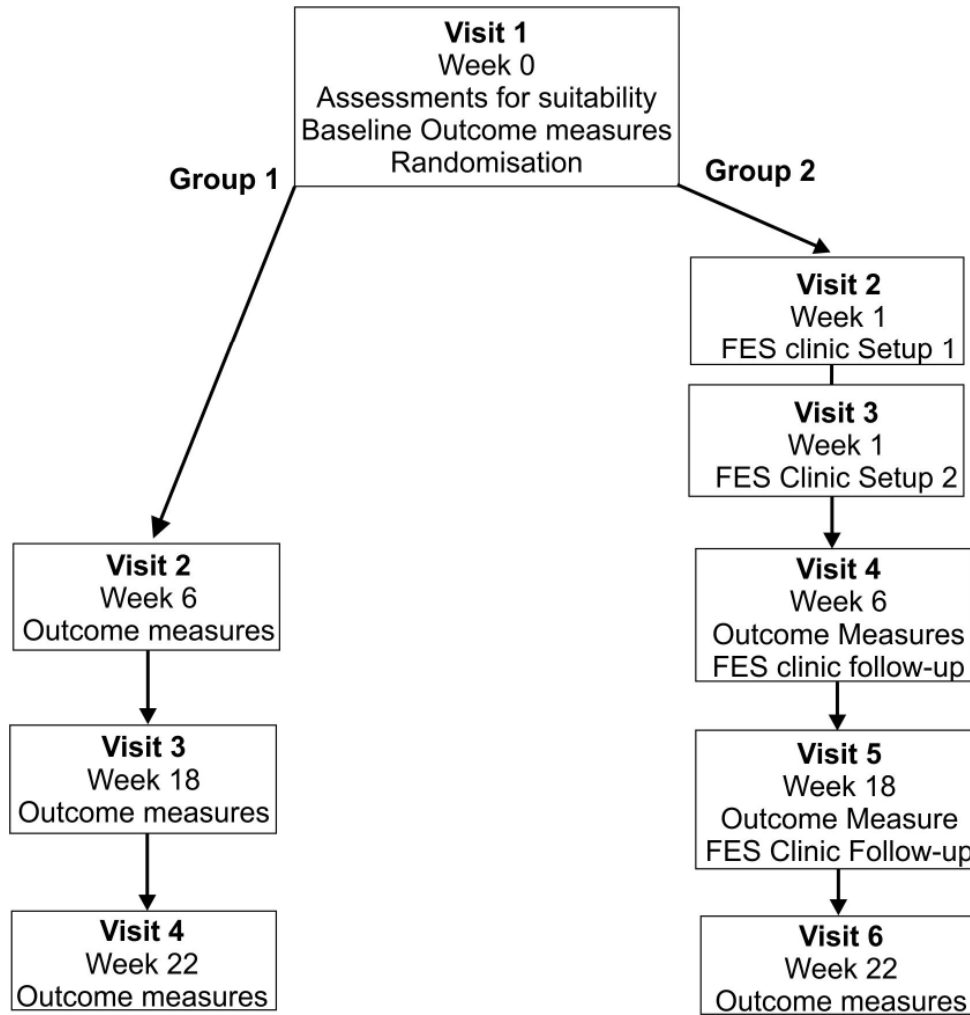 Visit 1
Week 0
Assessments for suitability
Baseline Outcome measures
Randomisation
Group 1
Group 2
Visit 2
Week 6
Outcome measures
Visit 3
Week 18
Outcome measures
Visit 4
Week 22
Outcome measures
Visit 2
Week 1
FES clinic Setup 1
Visit 3
Week 1
FES Clinic Setup 2
Visit 4
Week 6
Outcome Measures
FES clinic follow-up
Visit 5
Week 18
Outcome Measure
FES Clinic Follow-up
Visit 6
Week 22
Outcome measures